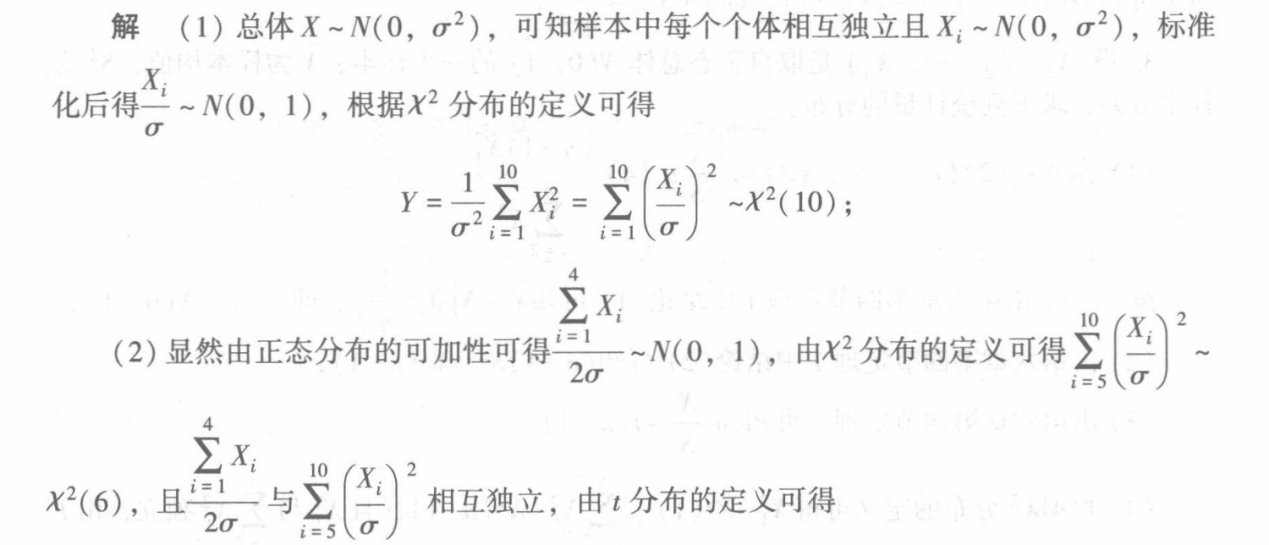 解 (1) 总体 X ~ N(0, σ²), 可知样本中每个个体相互独立且 Xᵢ ~ N(0, σ²), 标准
化后得 Xᵢ/σ ~ N(0, 1), 根据χ² 分布的定义可得
Y = 1/σ² ∑_{i=1}^{10} Xᵢ² = ∑_{i=1}^{10} (Xᵢ/σ)² ~χ²(10);
(2) 显然由正态分布的可加性可得 (∑_{i=1}^{4} Xᵢ)/(2σ) ~N(0, 1), 由χ² 分布的定义可得 ∑_{i=5}^{10} (Xᵢ/σ)² ~
χ²(6), 且 (∑_{i=1}^{4} Xᵢ)/(2σ) 与 ∑_{i=5}^{10} (Xᵢ/σ)² 相互独立, 由 t 分布的定义可得